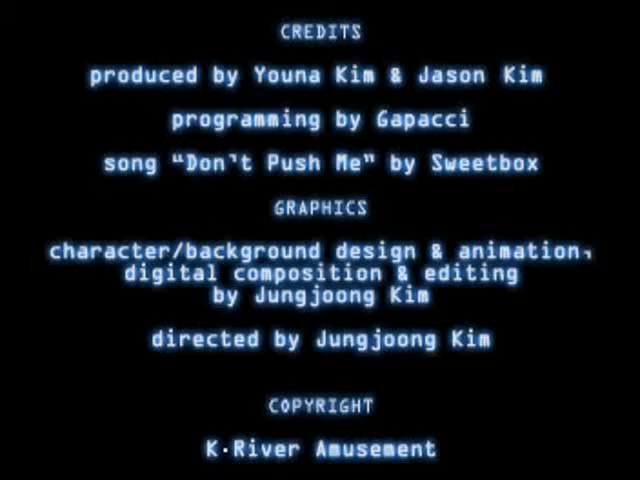 CREDITS
produced by Youna Kim & Jason Kim
programming by Gapacci
song "Don't Push Me" by Sweetbox
GRAPHICS
character/background design & animation,
digital composition & editing
by Jungjoong Kim
directed by Jungjoong Kim
COPYRIGHT
K·River Amusement